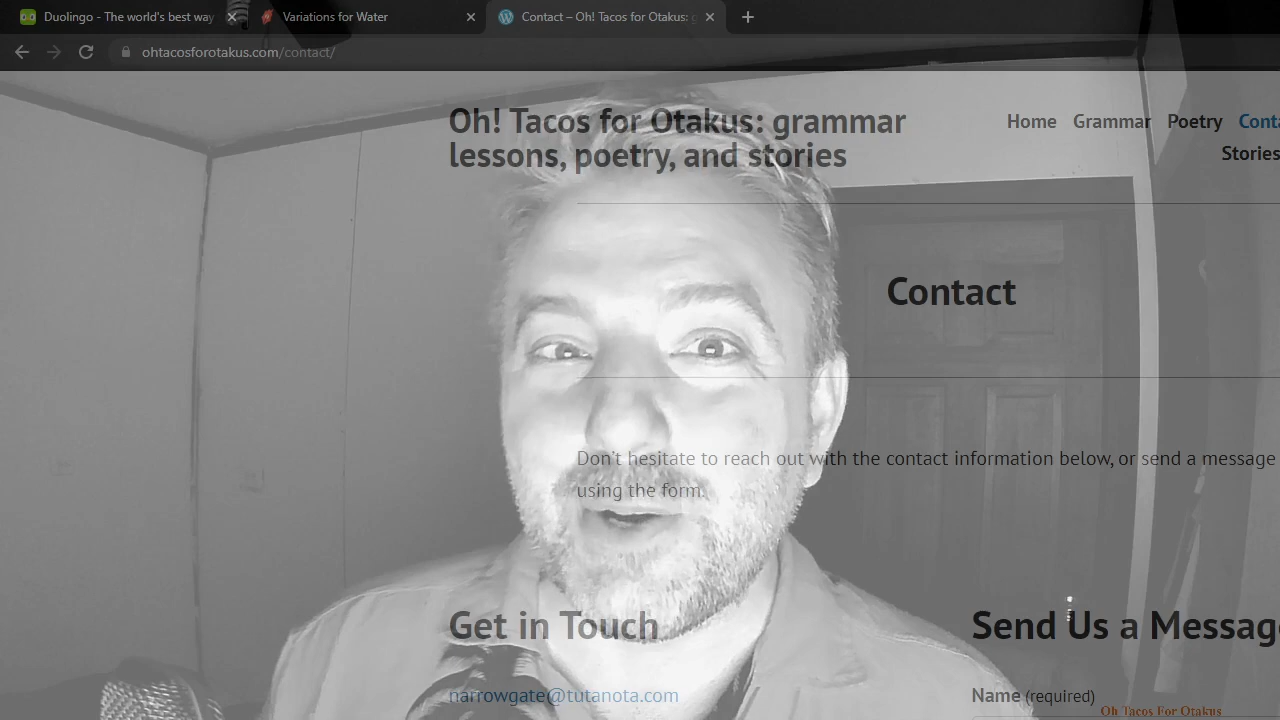 Duolingo - The world's best way
Variations for Water
Contact – Oh! Tacos for Otakus: g
ohtacosforotakus.com/contact/
Oh! Tacos for Otakus: grammar
lessons, poetry, and stories
Home Grammar Poetry Conta
Stories
Contact
Don't hesitate to reach out with the contact information below, or send a message
using the form.
Get in Touch
Send Us a Message
narrowgate@tutanota.com
Name (required)
Oh Tacos For Otakus